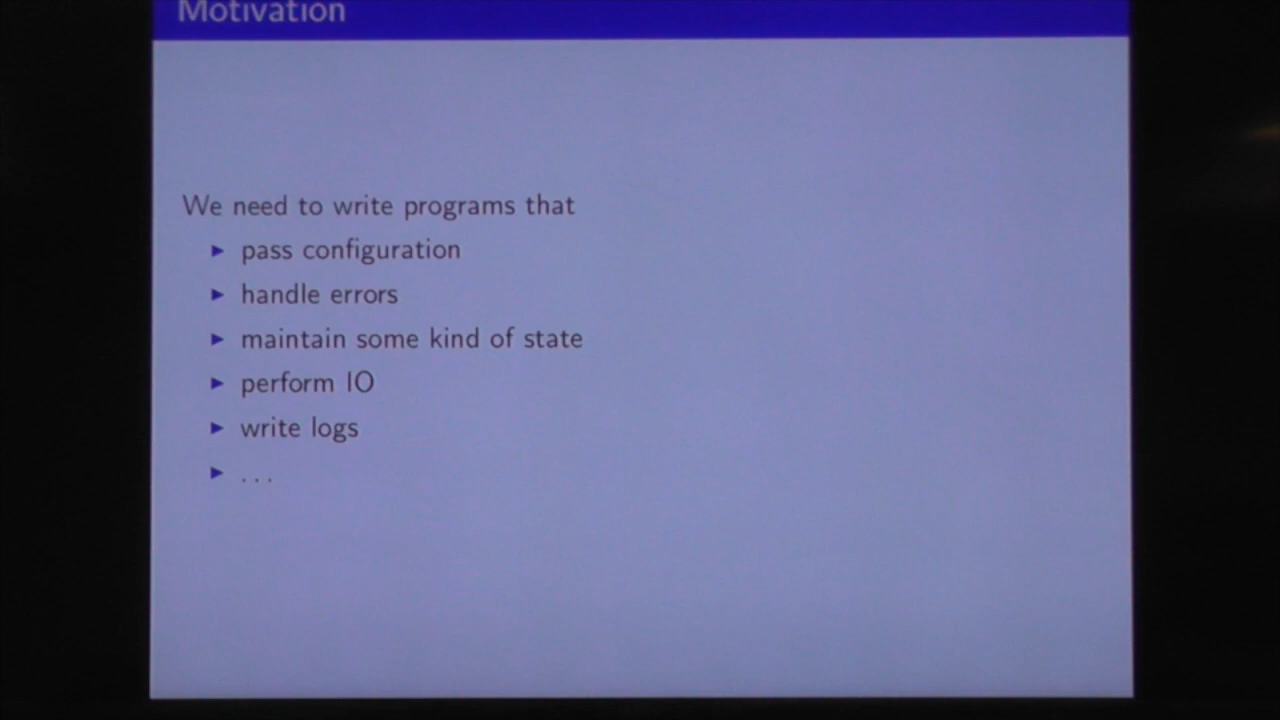 Motivation
We need to write programs that
▶ pass configuration
▶ handle errors
▶ maintain some kind of state
▶ perform IO
▶ write logs
▶ ...